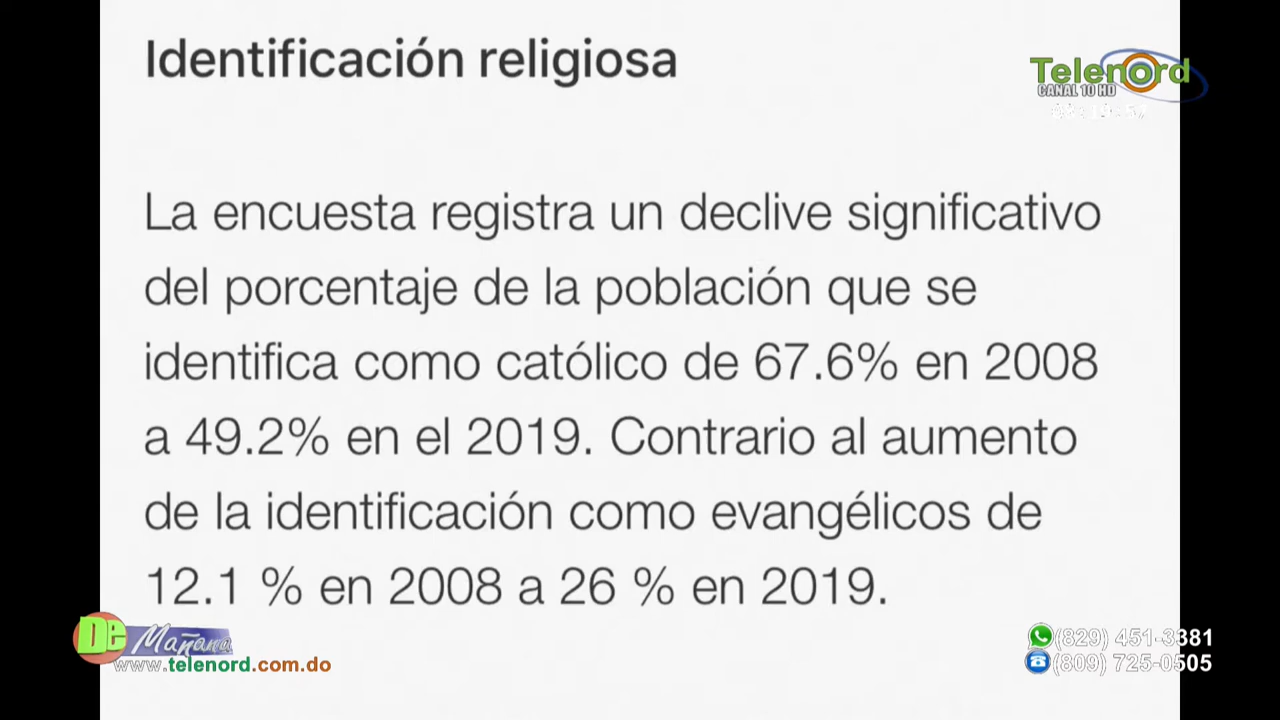 Identificación religiosa
Telenord
CANAL 10 HD
La encuesta registra un declive significativo
del porcentaje de la población que se
identifica como católico de 67.6% en 2008
a 49.2% en el 2019. Contrario al aumento
de la identificación como evangélicos de
12.1 % en 2008 a 26 % en 2019.
De Mañana
www.telenord.com.do
(829) 451-3381
(809) 725-0505